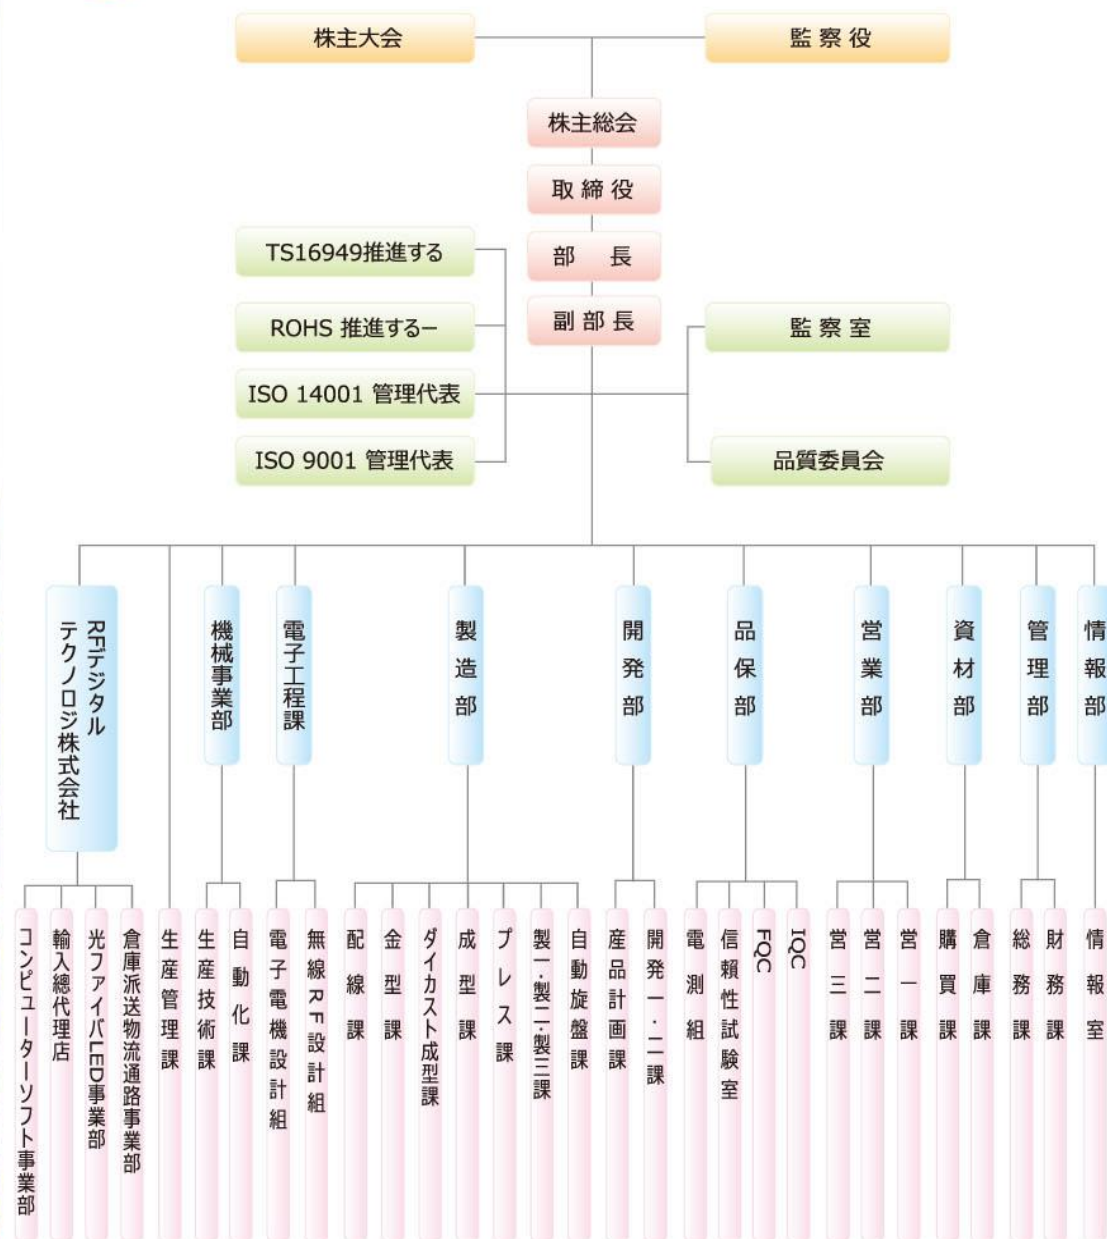 株主大会
監察役
株主総会
取締役
部 長
副部長
TS16949推進する
ROHS 推進するー
ISO 14001 管理代表
ISO 9001 管理代表
監察室
品質委員会
RFiデジタル
テクノロジ株式会社
機械事業部
電子工程課
製造部
開発部
品保部
営業部
資材部
管理部
情報部
コンピューターソフト事業部
輸入總代理店
光ファイバLED事業部
倉庫派送物流通路事業部
生産管理課
生産技術課
自動化課
電子電機設計組
無線RF設計組
配線課
金型課
ダイカスト成型課
成型課
プレス課
製一・製二・製三課
自動旋盤課
産品計画課
開発一・二課
電測組
信賴性試験室
FQC
IQC
営三課
営二課
営一課
購買課
倉庫課
総務課
財務課
情報室